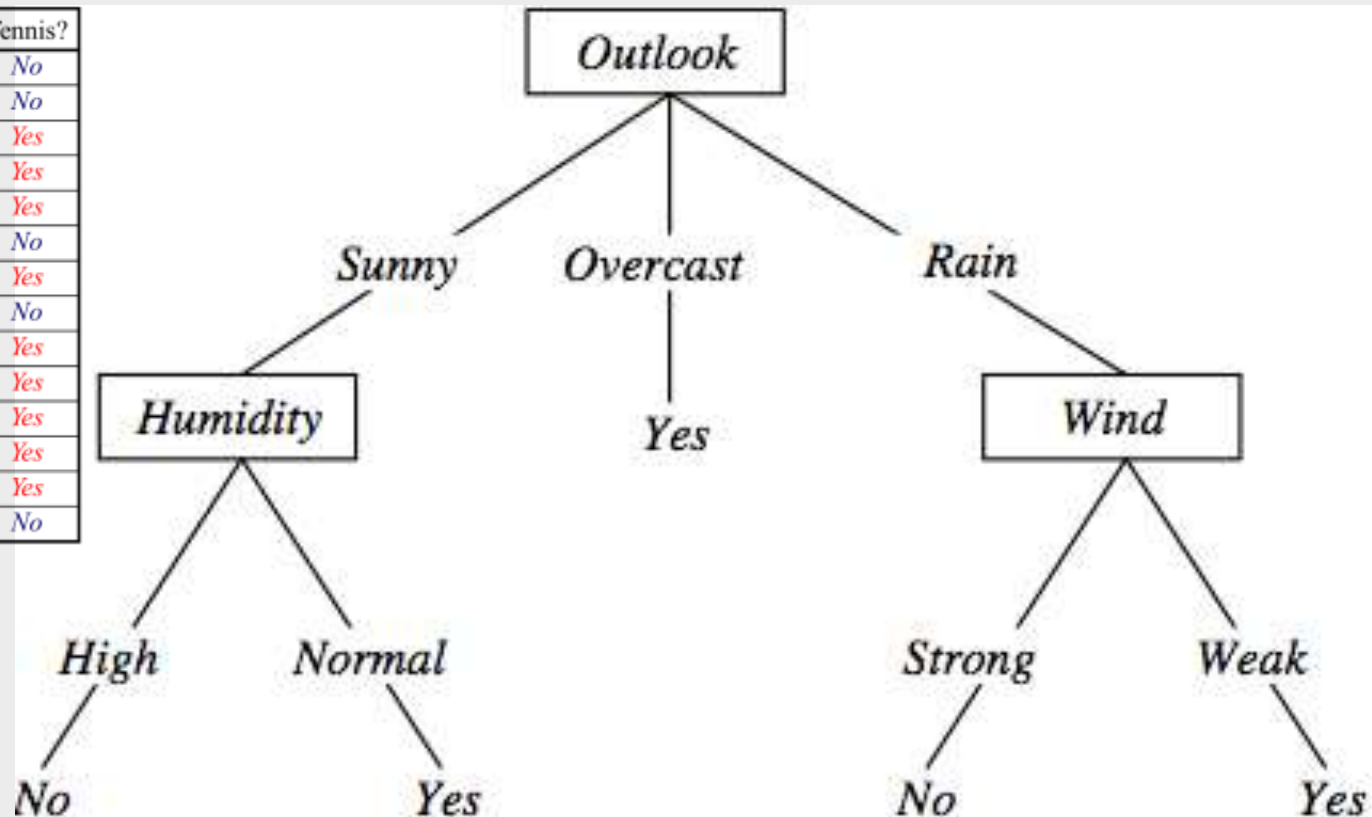 ennis?
No
No
Yes
Yes
Yes
No
Yes
No
Yes
Yes
Yes
Yes
Yes
No
Outlook
Sunny Overcast Rain
Humidity Yes Wind
High Normal Strong Weak
No Yes No Yes